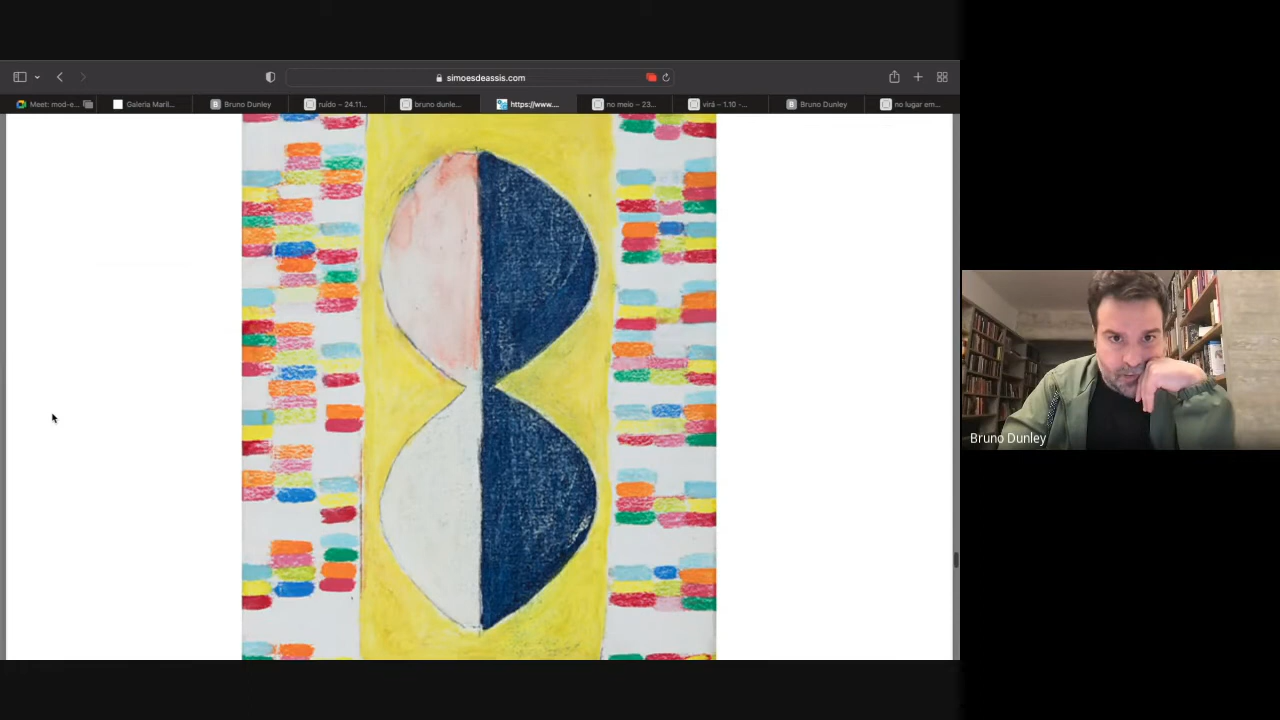 simoesdeassis.com
Meet: mod-e... Galeria Maril... Bruno Dunley ruído – 24.11... bruno dunle... https://www.... no meio – 23... virá – 1.10 -... Bruno Dunley no lugar em...
Bruno Dunley